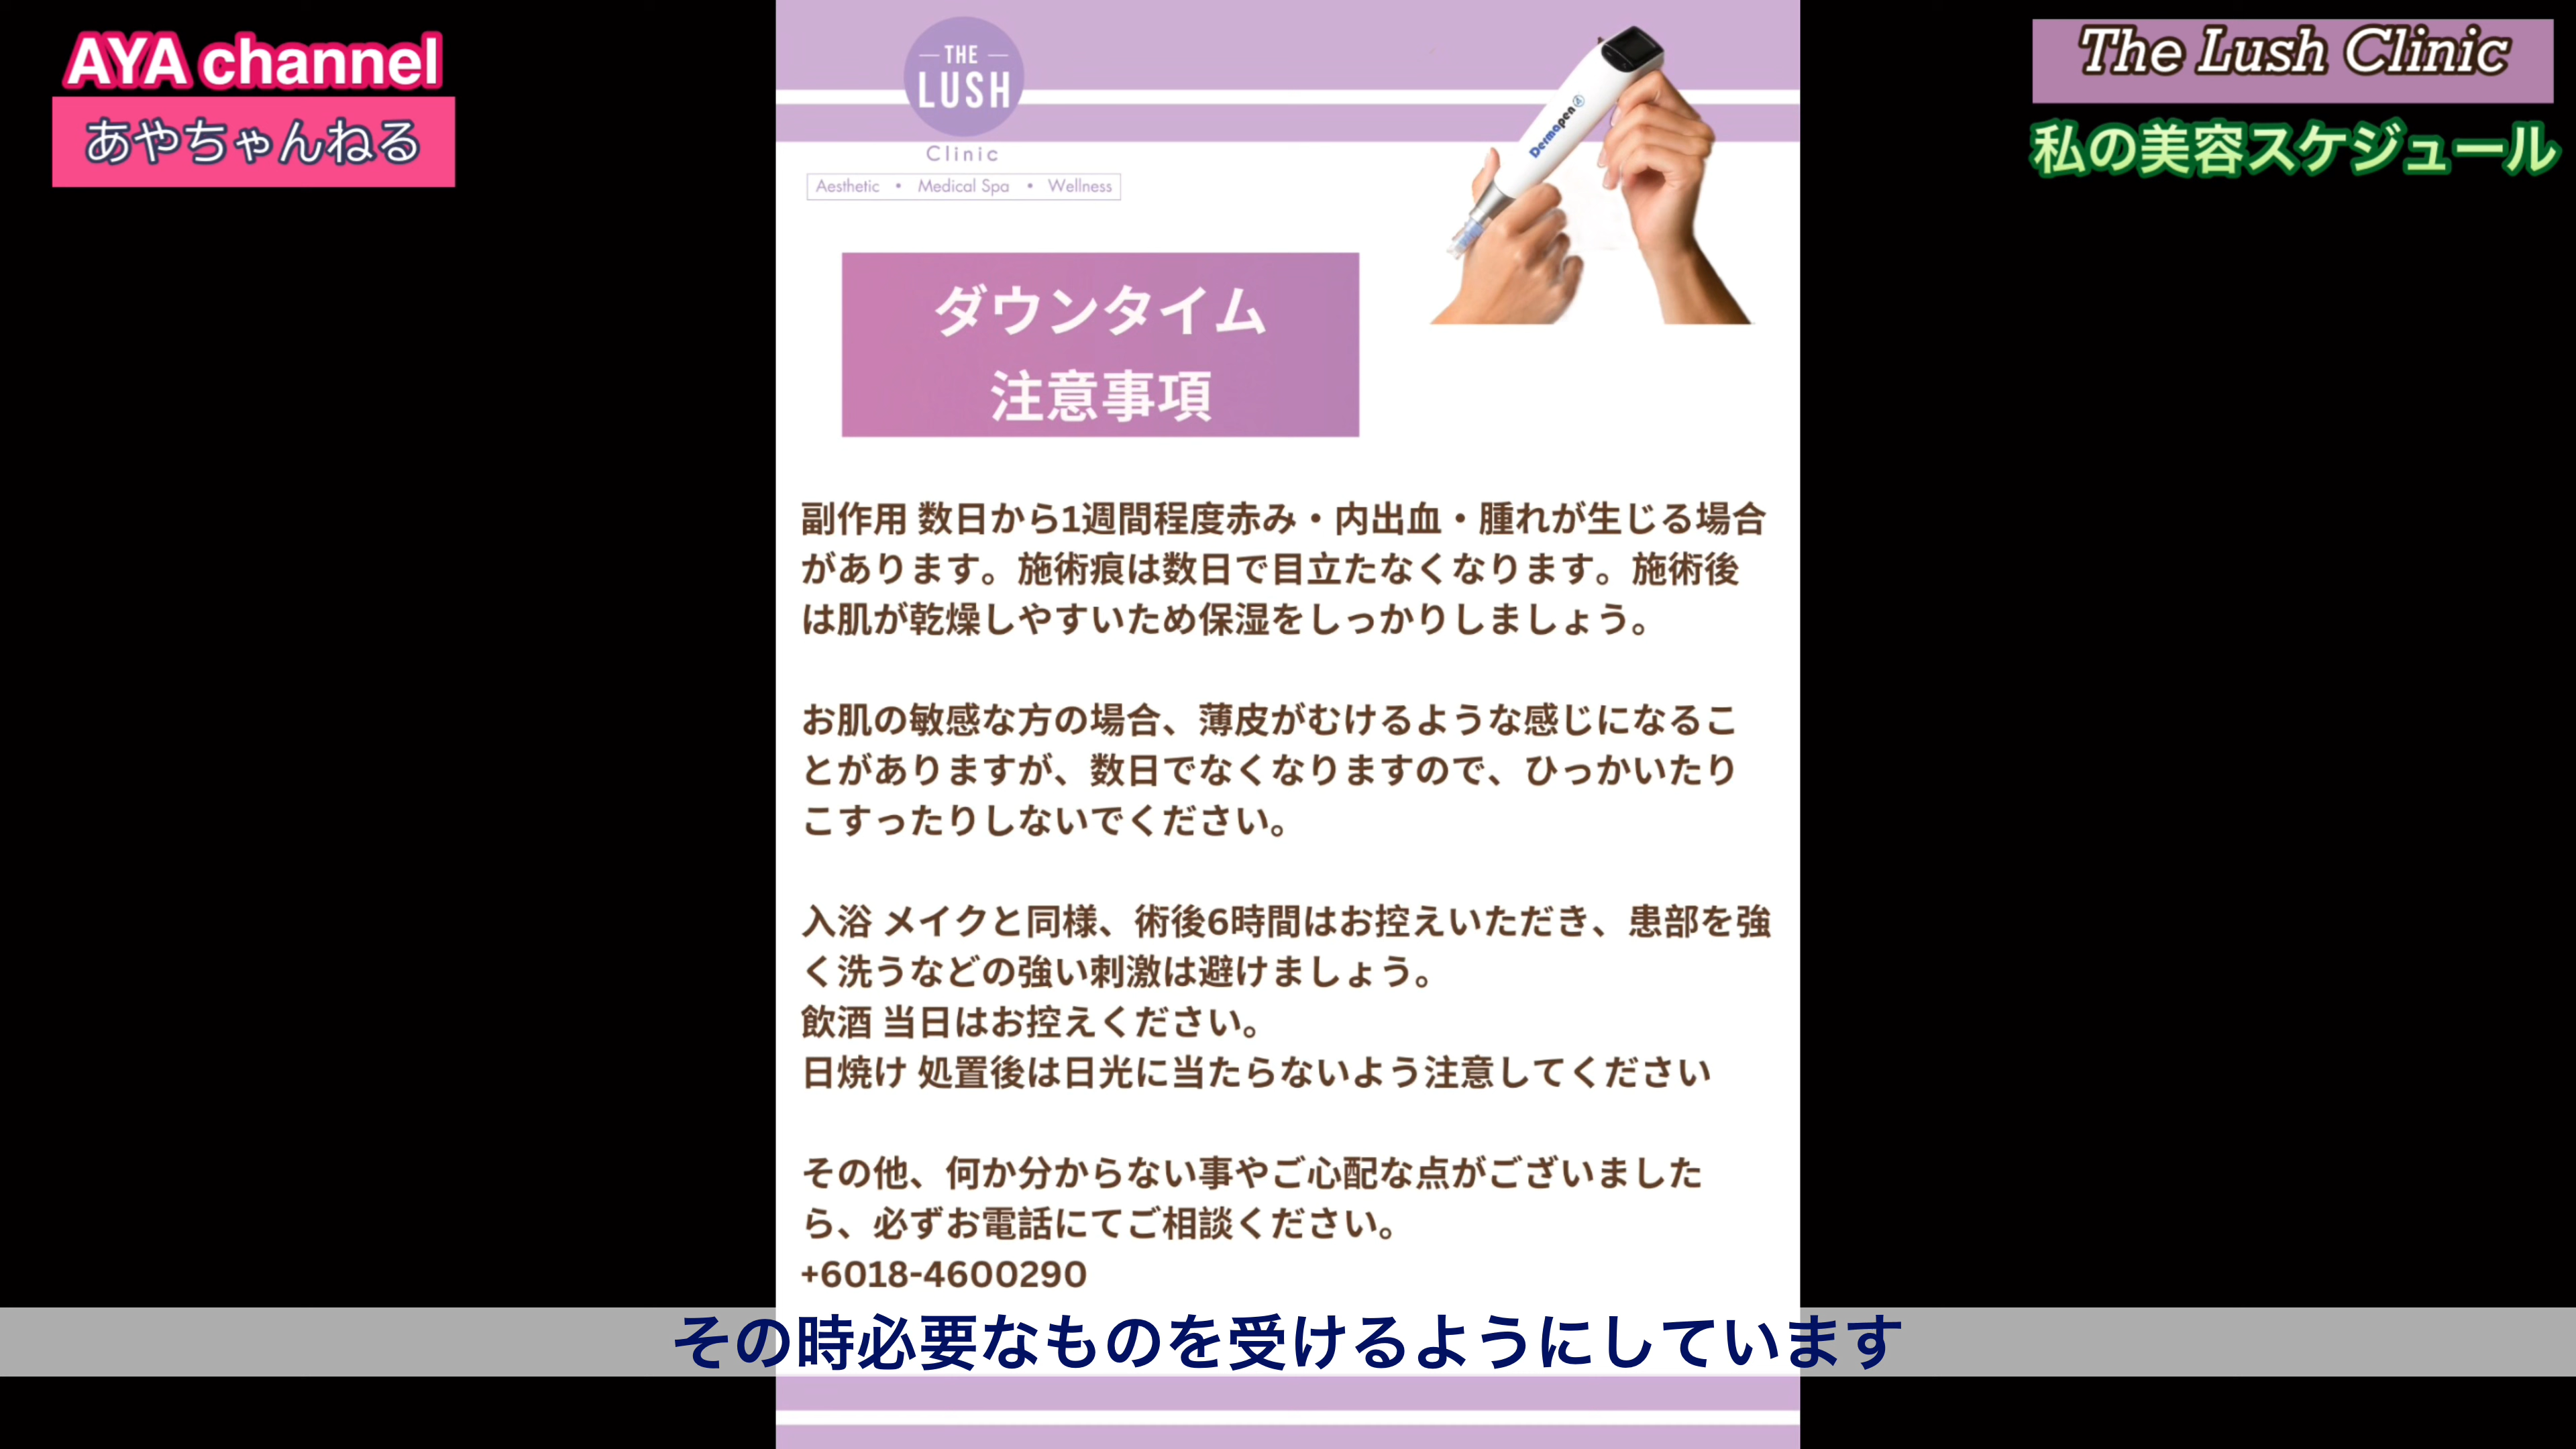 AYA channel
あやちゃんねる
The Lush Clinic
私の美容スケジュール
THE
LUSH
Clinic
Aesthetic • Medical Spa • Wellness
Dermapen 4
ダウンタイム
注意事項
副作用 数日から1週間程度赤み・内出血・腫れが生じる場合
があります。施術痕は数日で目立たなくなります。施術後
は肌が乾燥しやすいため保湿をしっかりしましょう。
お肌の敏感な方の場合、薄皮がむけるような感じになるこ
とがありますが、数日でなくなりますので、ひっかいたり
こすったりしないでください。
入浴 メイクと同様、術後6時間はお控えいただき、患部を強
く洗うなどの強い刺激は避けましょう。
飲酒 当日はお控えください。
日焼け 処置後は日光に当たらないよう注意してください
その他、何か分からない事やご心配な点がございました
ら、必ずお電話にてご相談ください。
+6018-4600290
その時必要なものを受けるようにしています